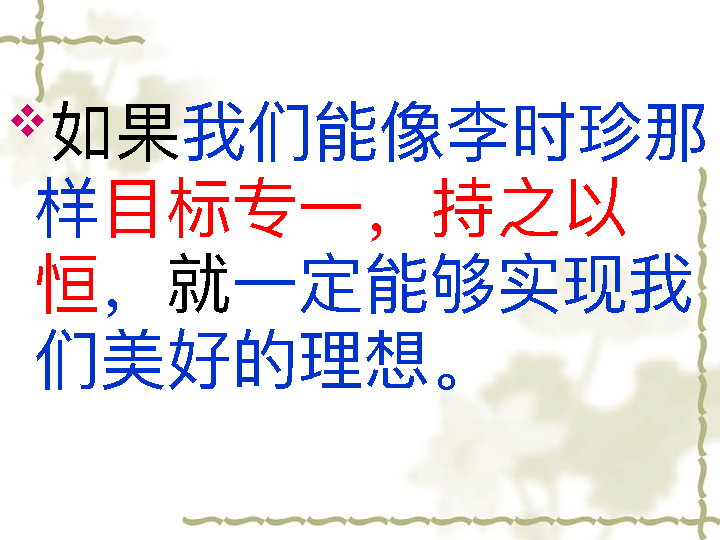 如果我们能像李时珍那
样目标专一，持之以
恒，就一定能够实现我
们美好的理想。